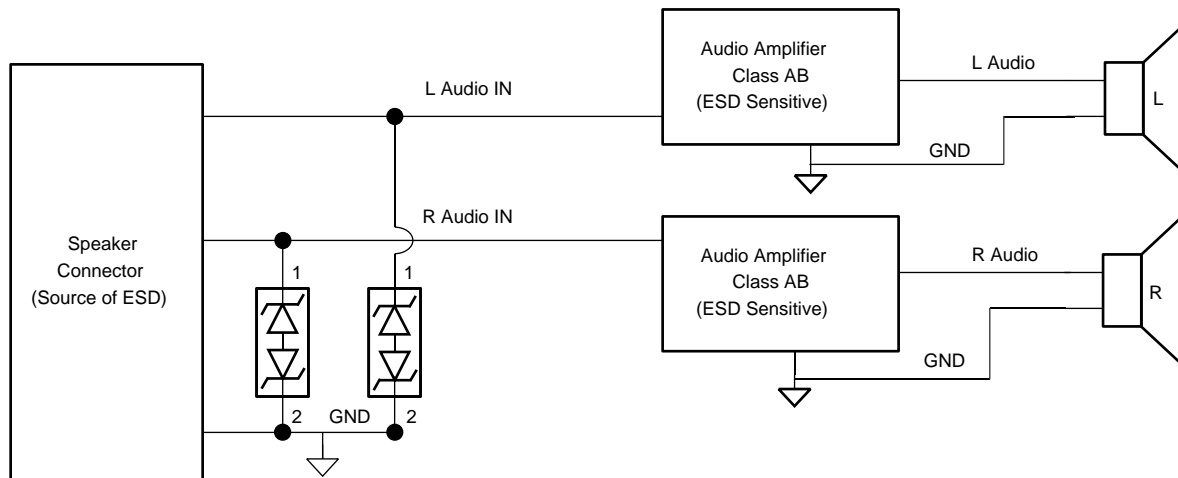 Audio Amplifier
Class AB
(ESD Sensitive)
L Audio IN
L Audio
L
GND
R Audio IN
Speaker
Connector
(Source of ESD)
Audio Amplifier
Class AB
(ESD Sensitive)
R Audio
R
GND
1
1
2
GND
2